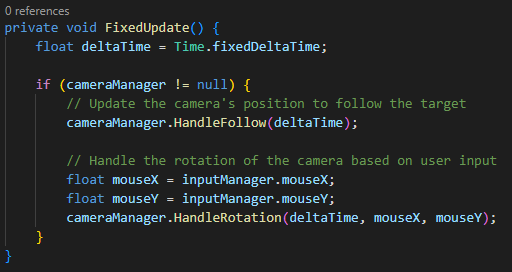 0 references
private void FixedUpdate() {
    float deltaTime = Time.fixedDeltaTime;

    if (cameraManager != null) {
        // Update the camera's position to follow the target
        cameraManager.HandleFollow(deltaTime);

        // Handle the rotation of the camera based on user input
        float mouseX = inputManager.mouseX;
        float mouseY = inputManager.mouseY;
        cameraManager.HandleRotation(deltaTime, mouseX, mouseY);
    }
}